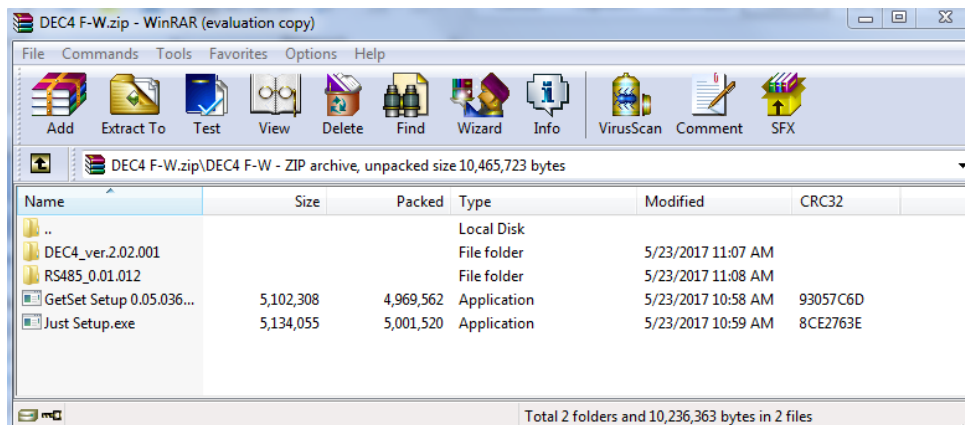 DEC4 F-W.zip - WinRAR (evaluation copy)
File Commands Tools Favorites Options Help
Add Extract To Test View Delete Find Wizard Info VirusScan Comment SFX
DEC4 F-W.zip\DEC4 F-W - ZIP archive, unpacked size 10,465,723 bytes
Name Size Packed Type Modified CRC32
.. Local Disk
DEC4_ver.2.02.001 File folder 5/23/2017 11:07 AM
RS485_0.01.012 File folder 5/23/2017 11:08 AM
GetSet Setup 0.05.036... 5,102,308 4,969,562 Application 5/23/2017 10:58 AM 93057C6D
Just Setup.exe 5,134,055 5,001,520 Application 5/23/2017 10:59 AM 8CE2763E
Total 2 folders and 10,236,363 bytes in 2 files